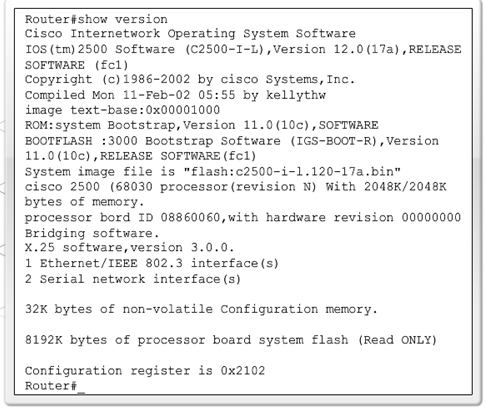 Router#show version
Cisco Internetwork Operating System Software
IOS(tm)2500 Software (C2500-I-L),Version 12.0(17a),RELEASE
SOFTWARE (fc1)
Copyright (c)1986-2002 by cisco Systems,Inc.
Compiled Mon 11-Feb-02 05:55 by kellythw
image text-base:0x00001000
ROM:system Bootstrap,Version 11.0(10c),SOFTWARE
BOOTFLASH :3000 Bootstrap Software (IGS-BOOT-R),Version
11.0(10c),RELEASE SOFTWARE(fc1)
System image file is "flash:c2500-i-l.120-17a.bin"
cisco 2500 (68030 processor(revision N) With 2048K/2048K
bytes of memory.
processor bord ID 08860060,with hardware revision 00000000
Bridging software.
X.25 software,version 3.0.0.
1 Ethernet/IEEE 802.3 interface(s)
2 Serial network interface(s)
32K bytes of non-volatile Configuration memory.
8192K bytes of processor board system flash (Read ONLY)
Configuration register is 0x2102
Router#_